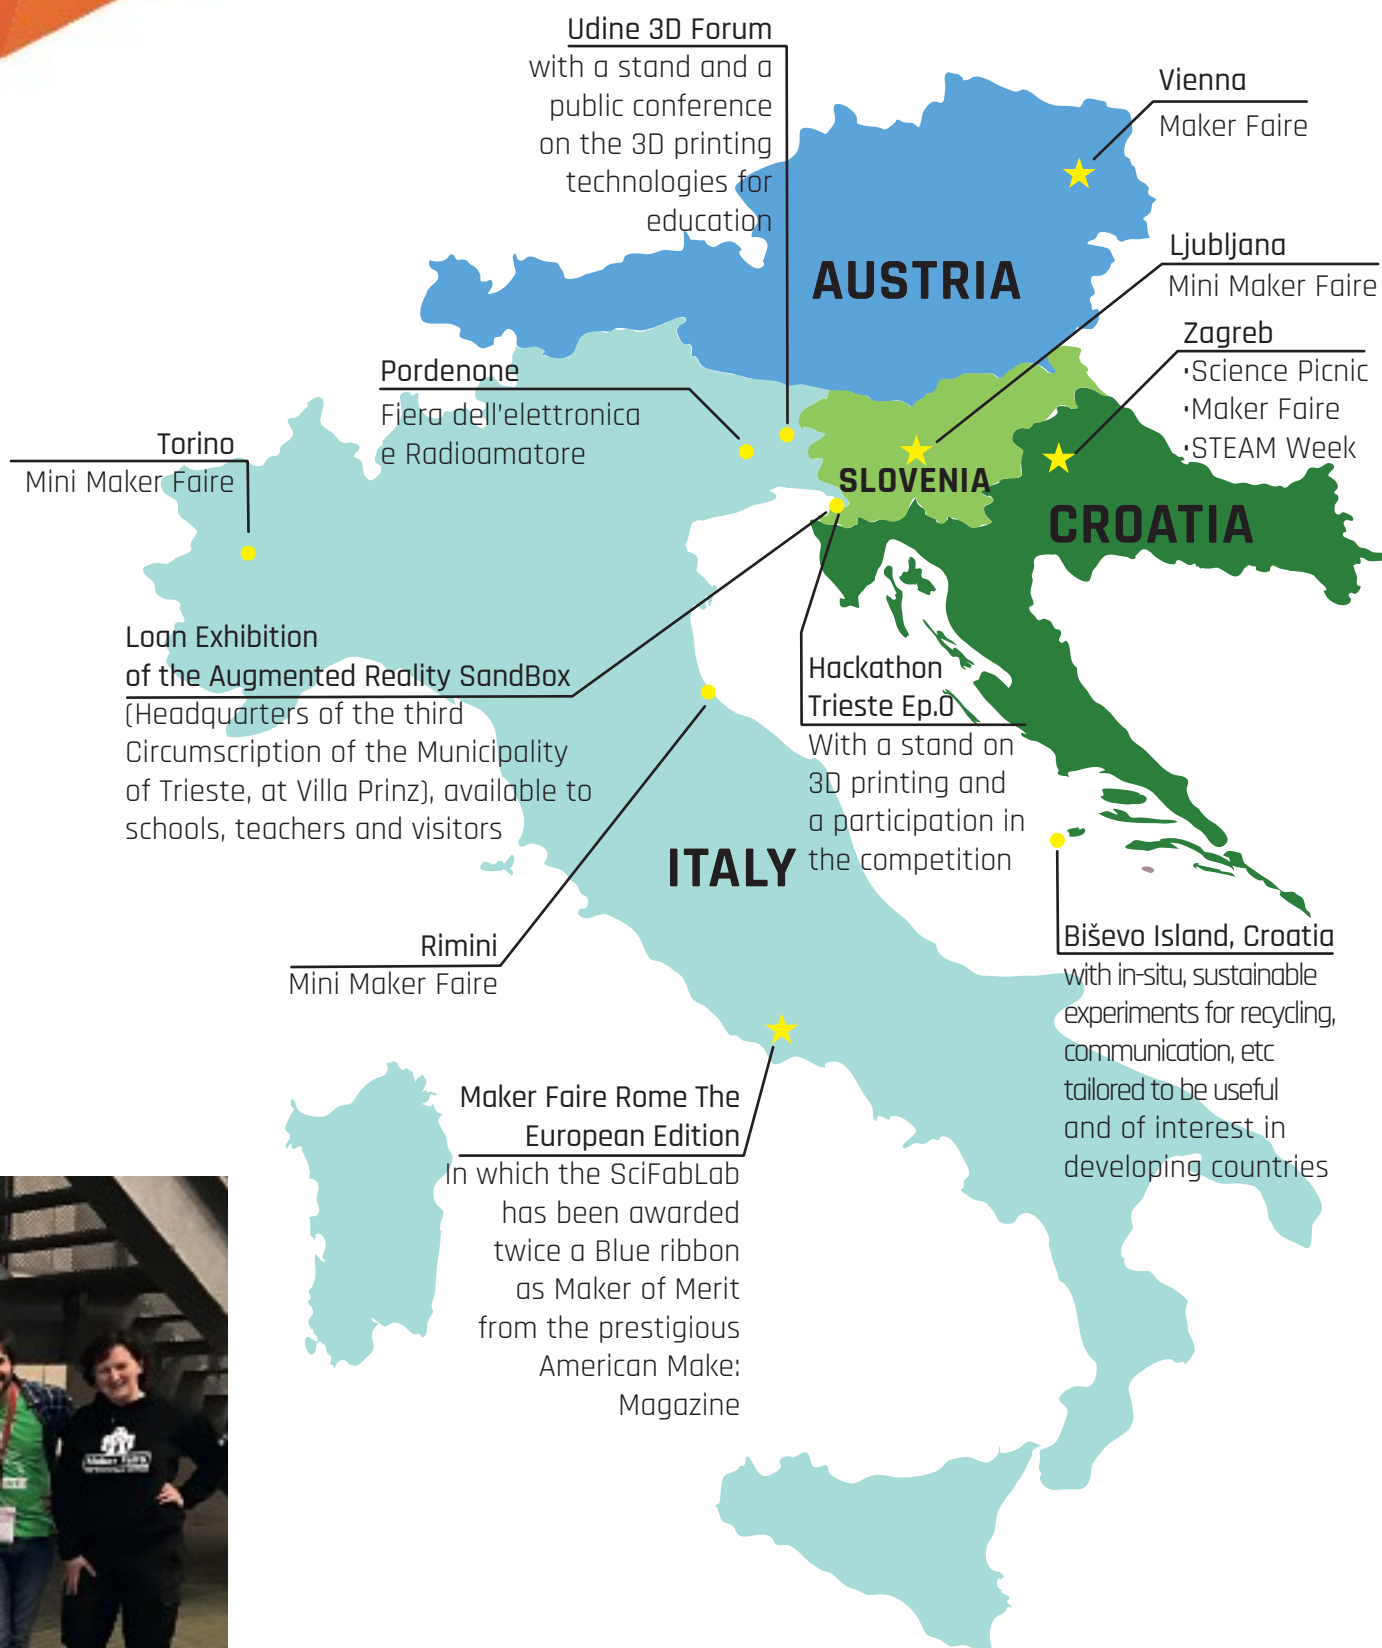 Udine 3D Forum
with a stand and a
public conference
on the 3D printing
technologies for
education
Vienna
Maker Faire
AUSTRIA
Ljubljana
Mini Maker Faire
Zagreb
·Science Picnic
·Maker Faire
·STEAM Week
Pordenone
Fiera dell'elettronica
e Radioamatore
Torino
Mini Maker Faire
SLOVENIA
CROATIA
Loan Exhibition
of the Augmented Reality SandBox
(Headquarters of the third
Circumscription of the Municipality
of Trieste, at Villa Prinz), available to
schools, teachers and visitors
Hackathon
Trieste Ep.0
With a stand on
3D printing and
a participation in
the competition
ITALY
Biševo Island, Croatia
with in-situ, sustainable
experiments for recycling,
communication, etc
tailored to be useful
and of interest in
developing countries
Rimini
Mini Maker Faire
Maker Faire Rome The
European Edition
In which the SciFabLab
has been awarded
twice a Blue ribbon
as Maker of Merit
from the prestigious
American Make:
Magazine
Maker Faire